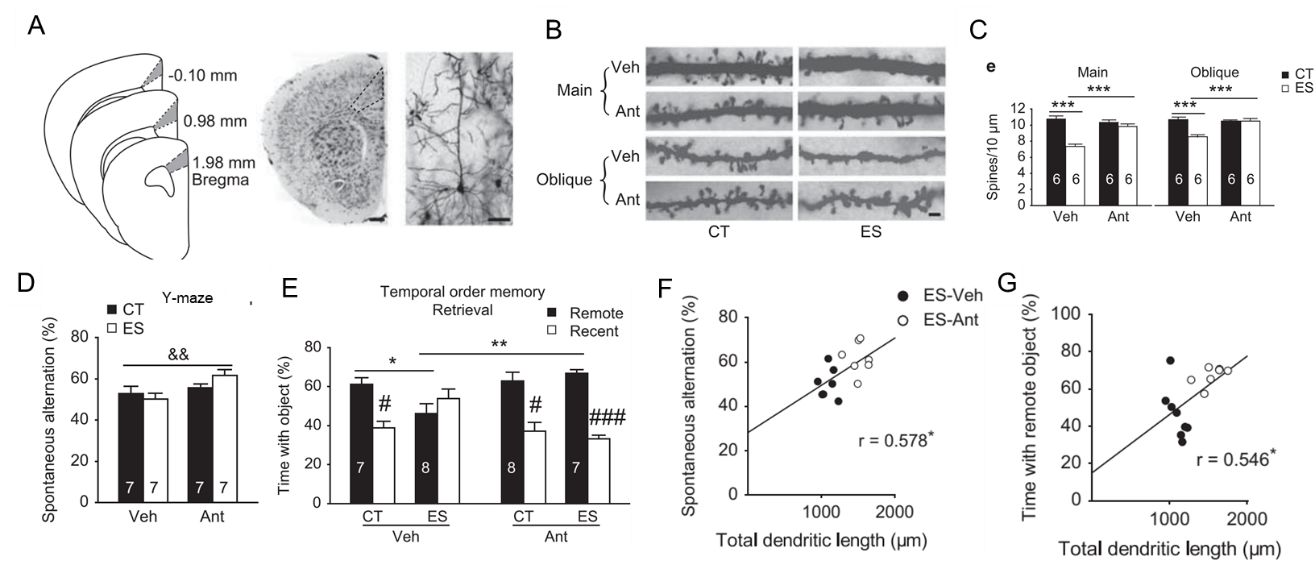 A
-0.10 mm
0.98 mm
1.98 mm
Bregma
B
Main
Veh
Ant
Oblique
Veh
Ant
CT
ES
C
e
CT
ES
Main
Oblique
***
***
***
***
Spines/10 µm
12
10
8
6
4
2
0
6
6
6
6
6
6
6
6
Veh
Ant
Veh
Ant
D
Y-maze
CT
ES
&&
Spontaneous alternation (%)
80
60
40
20
0
7
7
7
7
Veh
Ant
E
Temporal order memory
Retrieval
Remote
Recent
Time with object (%)
80
60
40
20
0
*
**
#
#
###
7
8
8
7
CT
ES
CT
ES
Veh
Ant
F
ES-Veh
ES-Ant
Spontaneous alternation (%)
80
60
40
20
0
r = 0.578*
1000
2000
Total dendritic length (µm)
G
Time with remote object (%)
100
80
60
40
20
0
r = 0.546*
1000
2000
Total dendritic length (µm)